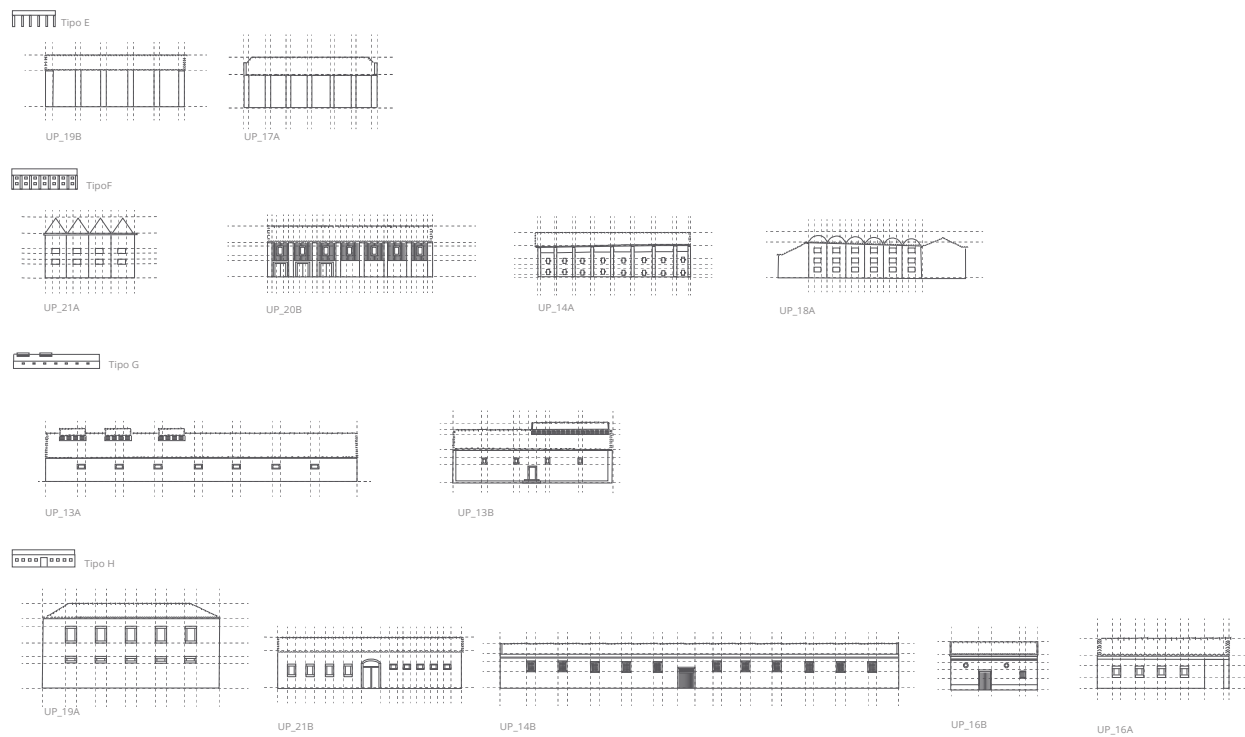 Tipo E
UP_19B
UP_17A
TipoF
UP_21A
UP_20B
UP_14A
UP_18A
Tipo G
UP_13A
UP_13B
Tipo H
UP_19A
UP_21B
UP_14B
UP_16B
UP_16A